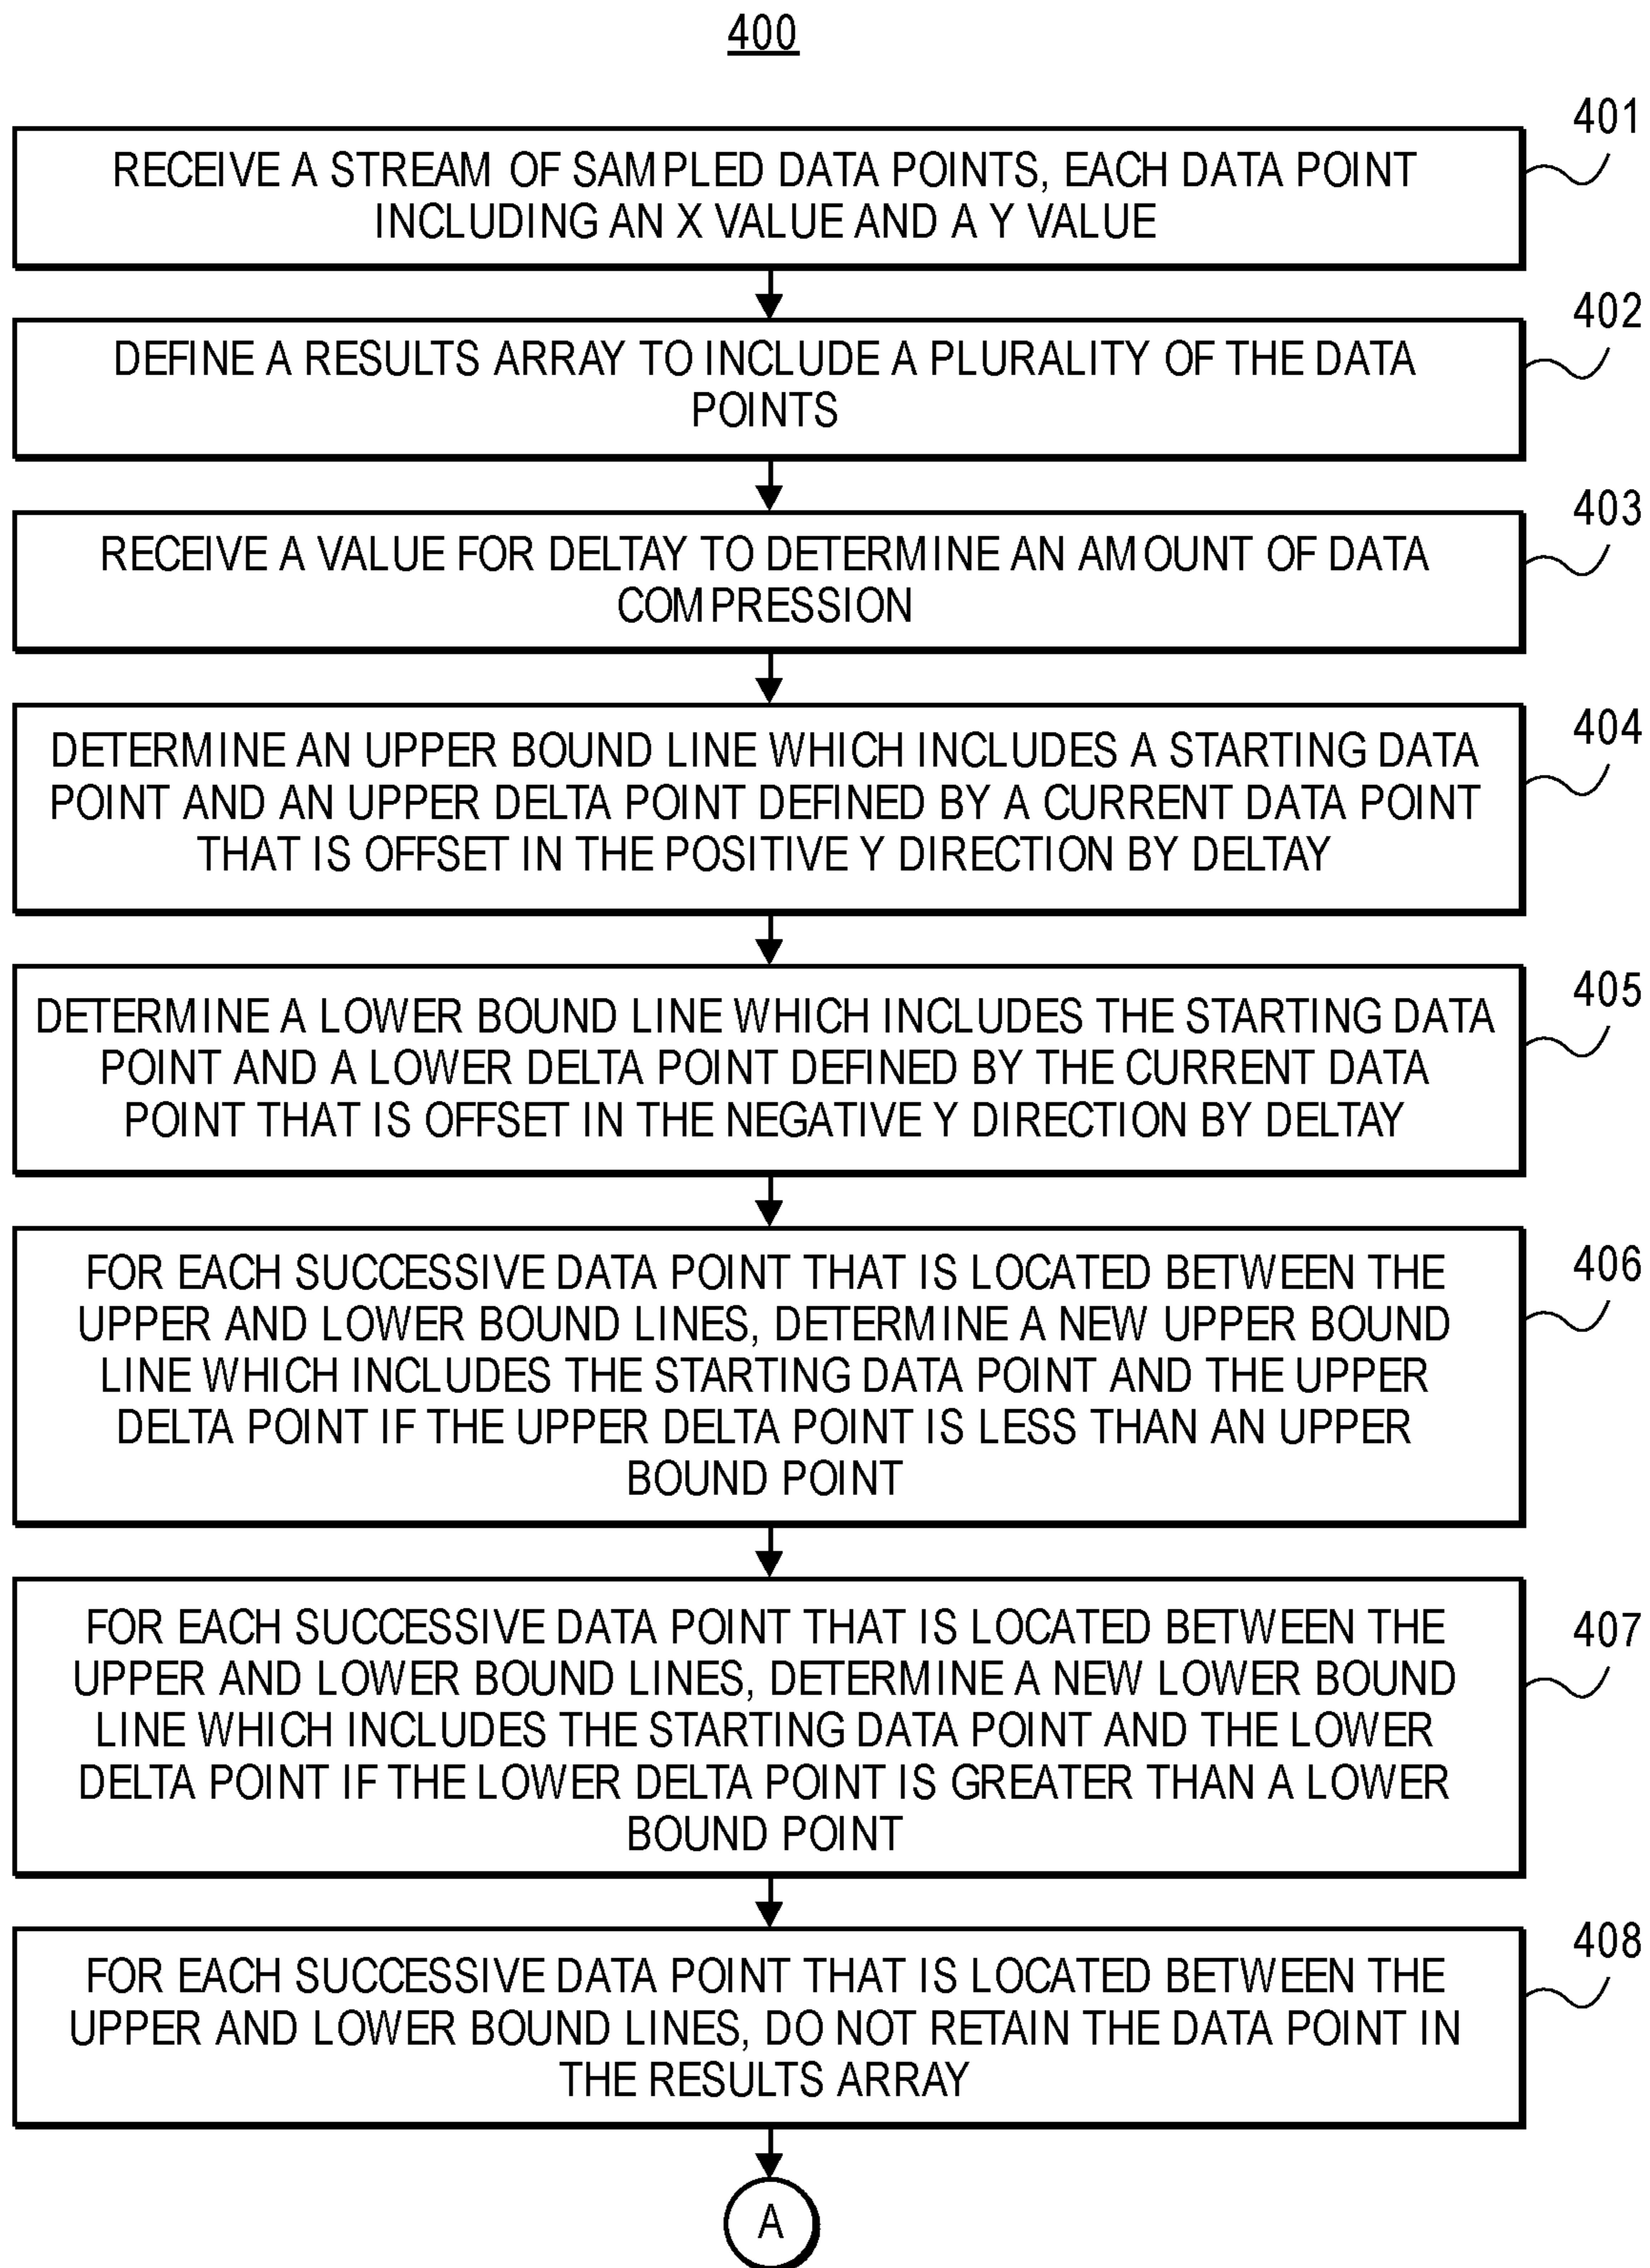 400
401
RECEIVE A STREAM OF SAMPLED DATA POINTS, EACH DATA POINT
INCLUDING AN X VALUE AND A Y VALUE
402
DEFINE A RESULTS ARRAY TO INCLUDE A PLURALITY OF THE DATA
POINTS
403
RECEIVE A VALUE FOR DELTAY TO DETERMINE AN AMOUNT OF DATA
COMPRESSION
404
DETERMINE AN UPPER BOUND LINE WHICH INCLUDES A STARTING DATA
POINT AND AN UPPER DELTA POINT DEFINED BY A CURRENT DATA POINT
THAT IS OFFSET IN THE POSITIVE Y DIRECTION BY DELTAY
405
DETERMINE A LOWER BOUND LINE WHICH INCLUDES THE STARTING DATA
POINT AND A LOWER DELTA POINT DEFINED BY THE CURRENT DATA
POINT THAT IS OFFSET IN THE NEGATIVE Y DIRECTION BY DELTAY
406
FOR EACH SUCCESSIVE DATA POINT THAT IS LOCATED BETWEEN THE
UPPER AND LOWER BOUND LINES, DETERMINE A NEW UPPER BOUND
LINE WHICH INCLUDES THE STARTING DATA POINT AND THE UPPER
DELTA POINT IF THE UPPER DELTA POINT IS LESS THAN AN UPPER
BOUND POINT
407
FOR EACH SUCCESSIVE DATA POINT THAT IS LOCATED BETWEEN THE
UPPER AND LOWER BOUND LINES, DETERMINE A NEW LOWER BOUND
LINE WHICH INCLUDES THE STARTING DATA POINT AND THE LOWER
DELTA POINT IF THE LOWER DELTA POINT IS GREATER THAN A LOWER
BOUND POINT
408
FOR EACH SUCCESSIVE DATA POINT THAT IS LOCATED BETWEEN THE
UPPER AND LOWER BOUND LINES, DO NOT RETAIN THE DATA POINT IN
THE RESULTS ARRAY
A